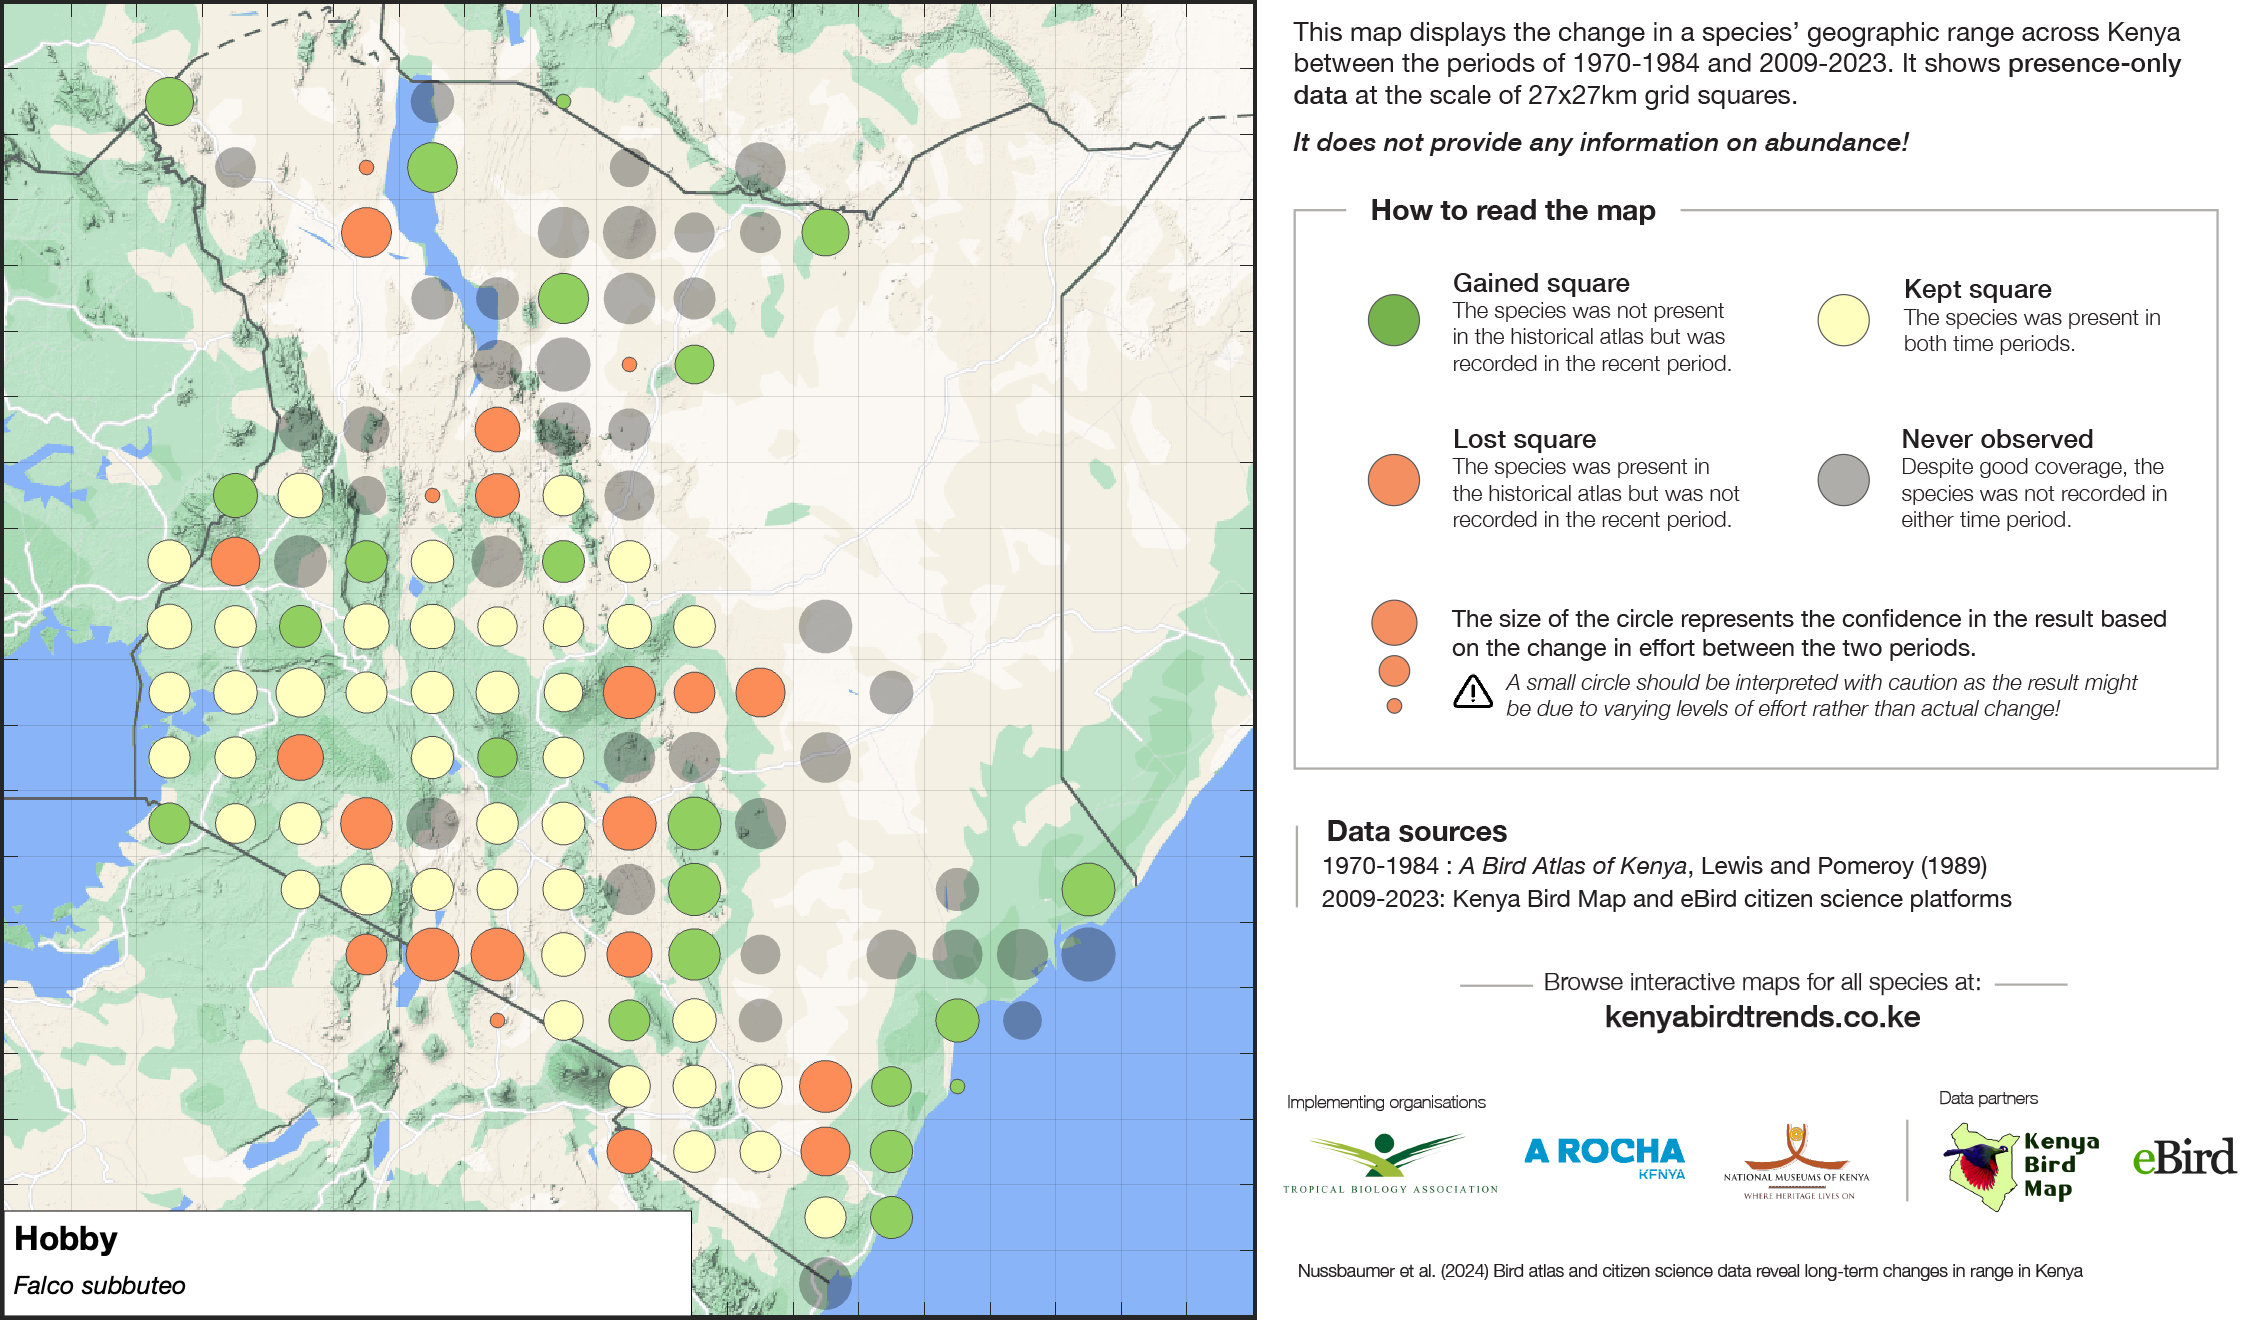 This map displays the change in a species’ geographic range across Kenya
between the periods of 1970-1984 and 2009-2023. It shows presence-only
data at the scale of 27x27km grid squares.
It does not provide any information on abundance!
How to read the map
Gained square
The species was not present
in the historical atlas but was
recorded in the recent period.
Kept square
The species was present in
both time periods.
Lost square
The species was present in
the historical atlas but was not
recorded in the recent period.
Never observed
Despite good coverage, the
species was not recorded in
either time period.
The size of the circle represents the confidence in the result based
on the change in effort between the two periods.
A small circle should be interpreted with caution as the result might
be due to varying levels of effort rather than actual change!
Data sources
1970-1984 : A Bird Atlas of Kenya, Lewis and Pomeroy (1989)
2009-2023: Kenya Bird Map and eBird citizen science platforms
Browse interactive maps for all species at:
kenyabirdtrends.co.ke
Implementing organisations
Data partners
TROPICAL BIOLOGY ASSOCIATION
A ROCHA
KENYA
NATIONAL MUSEUMS OF KENYA
WHERE HERITAGE LIVES ON
Kenya
Bird
Map
eBird
Hobby
Falco subbuteo
Nussbaumer et al. (2024) Bird atlas and citizen science data reveal long-term changes in range in Kenya